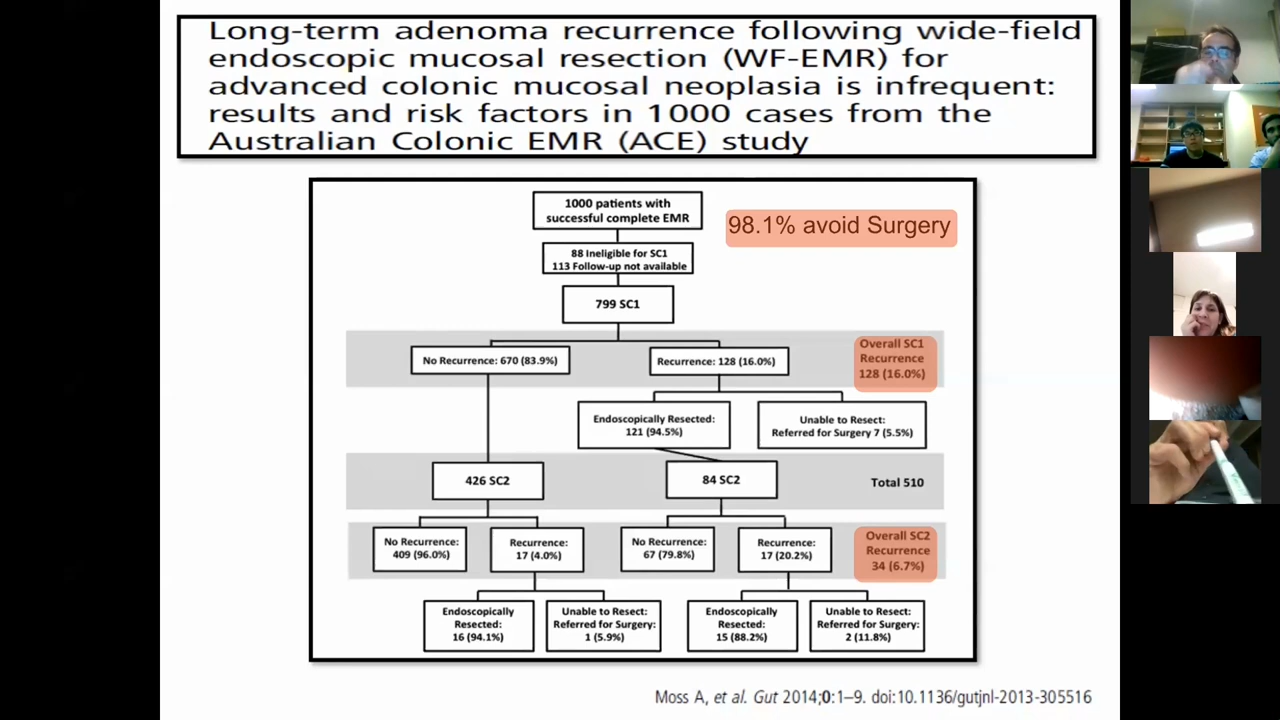 Long-term adenoma recurrence following wide-field
endoscopic mucosal resection (WF-EMR) for
advanced colonic mucosal neoplasia is infrequent:
results and risk factors in 1000 cases from the
Australian Colonic EMR (ACE) study
1000 patients with
successful complete EMR
98.1% avoid Surgery
88 Ineligible for SC1
113 Follow-up not available
799 SC1
No Recurrence: 670 (83.9%)
Recurrence: 128 (16.0%)
Overall SC1
Recurrence
128 (16.0%)
Endoscopically Resected:
121 (94.5%)
Unable to Resect:
Referred for Surgery 7 (5.5%)
426 SC2
84 SC2
Total 510
No Recurrence:
409 (96.0%)
Recurrence:
17 (4.0%)
No Recurrence:
67 (79.8%)
Recurrence:
17 (20.2%)
Overall SC2
Recurrence
34 (6.7%)
Endoscopically
Resected:
16 (94.1%)
Unable to Resect:
Referred for Surgery:
1 (5.9%)
Endoscopically
Resected:
15 (88.2%)
Unable to Resect:
Referred for Surgery:
2 (11.8%)
Moss A, et al. Gut 2014;0:1–9. doi:10.1136/gutjnl-2013-305516